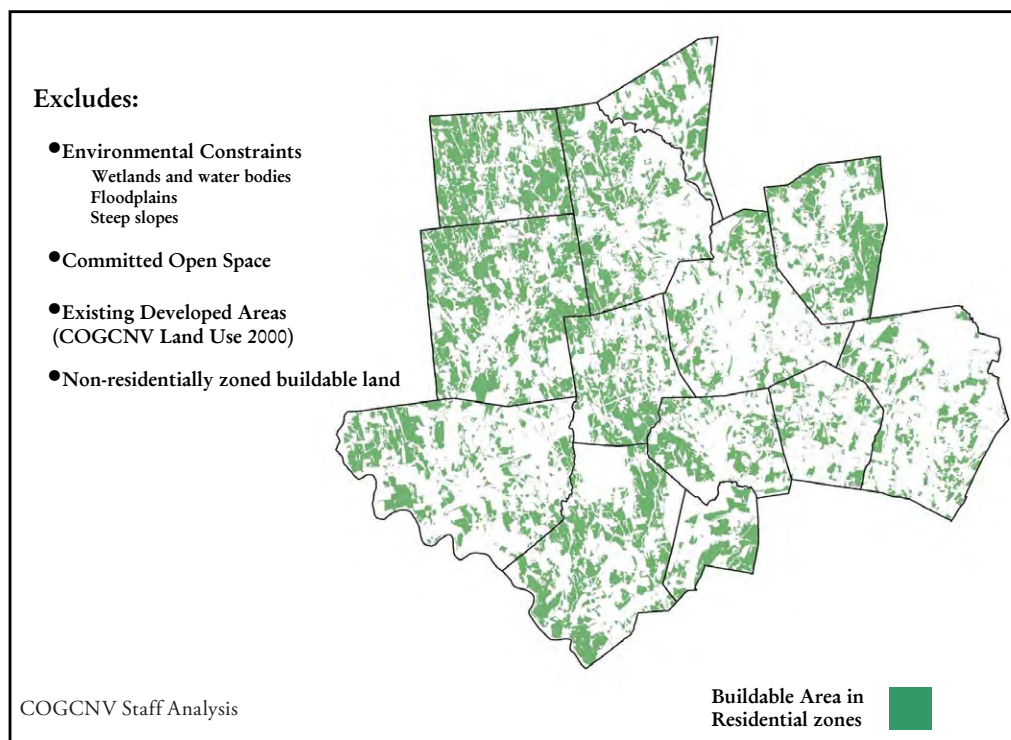 Excludes:
•Environmental Constraints
Wetlands and water bodies
Floodplains
Steep slopes
•Committed Open Space
•Existing Developed Areas
(COGCNV Land Use 2000)
•Non-residentially zoned buildable land
COGCNV Staff Analysis
Buildable Area in
Residential zones